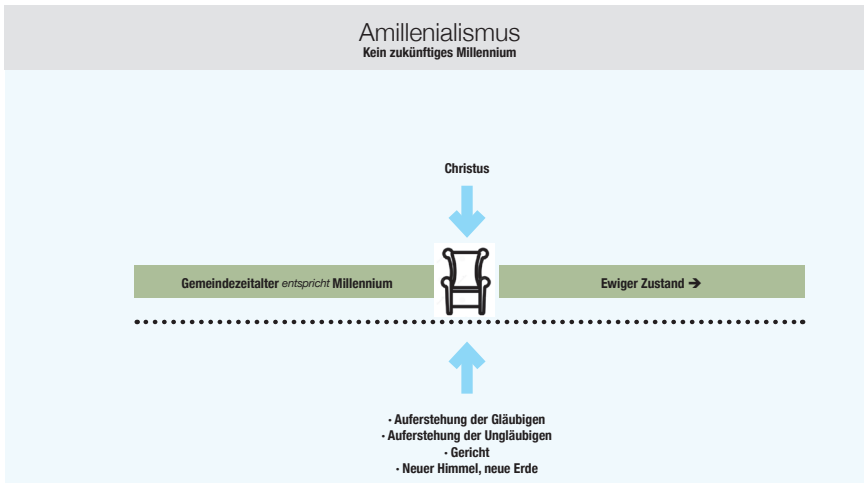 Amillenialismus
Kein zukünftiges Millennium
Christus
Gemeindezeitalter entspricht Millennium
Ewiger Zustand ➔
· Auferstehung der Gläubigen
· Auferstehung der Ungläubigen
· Gericht
· Neuer Himmel, neue Erde